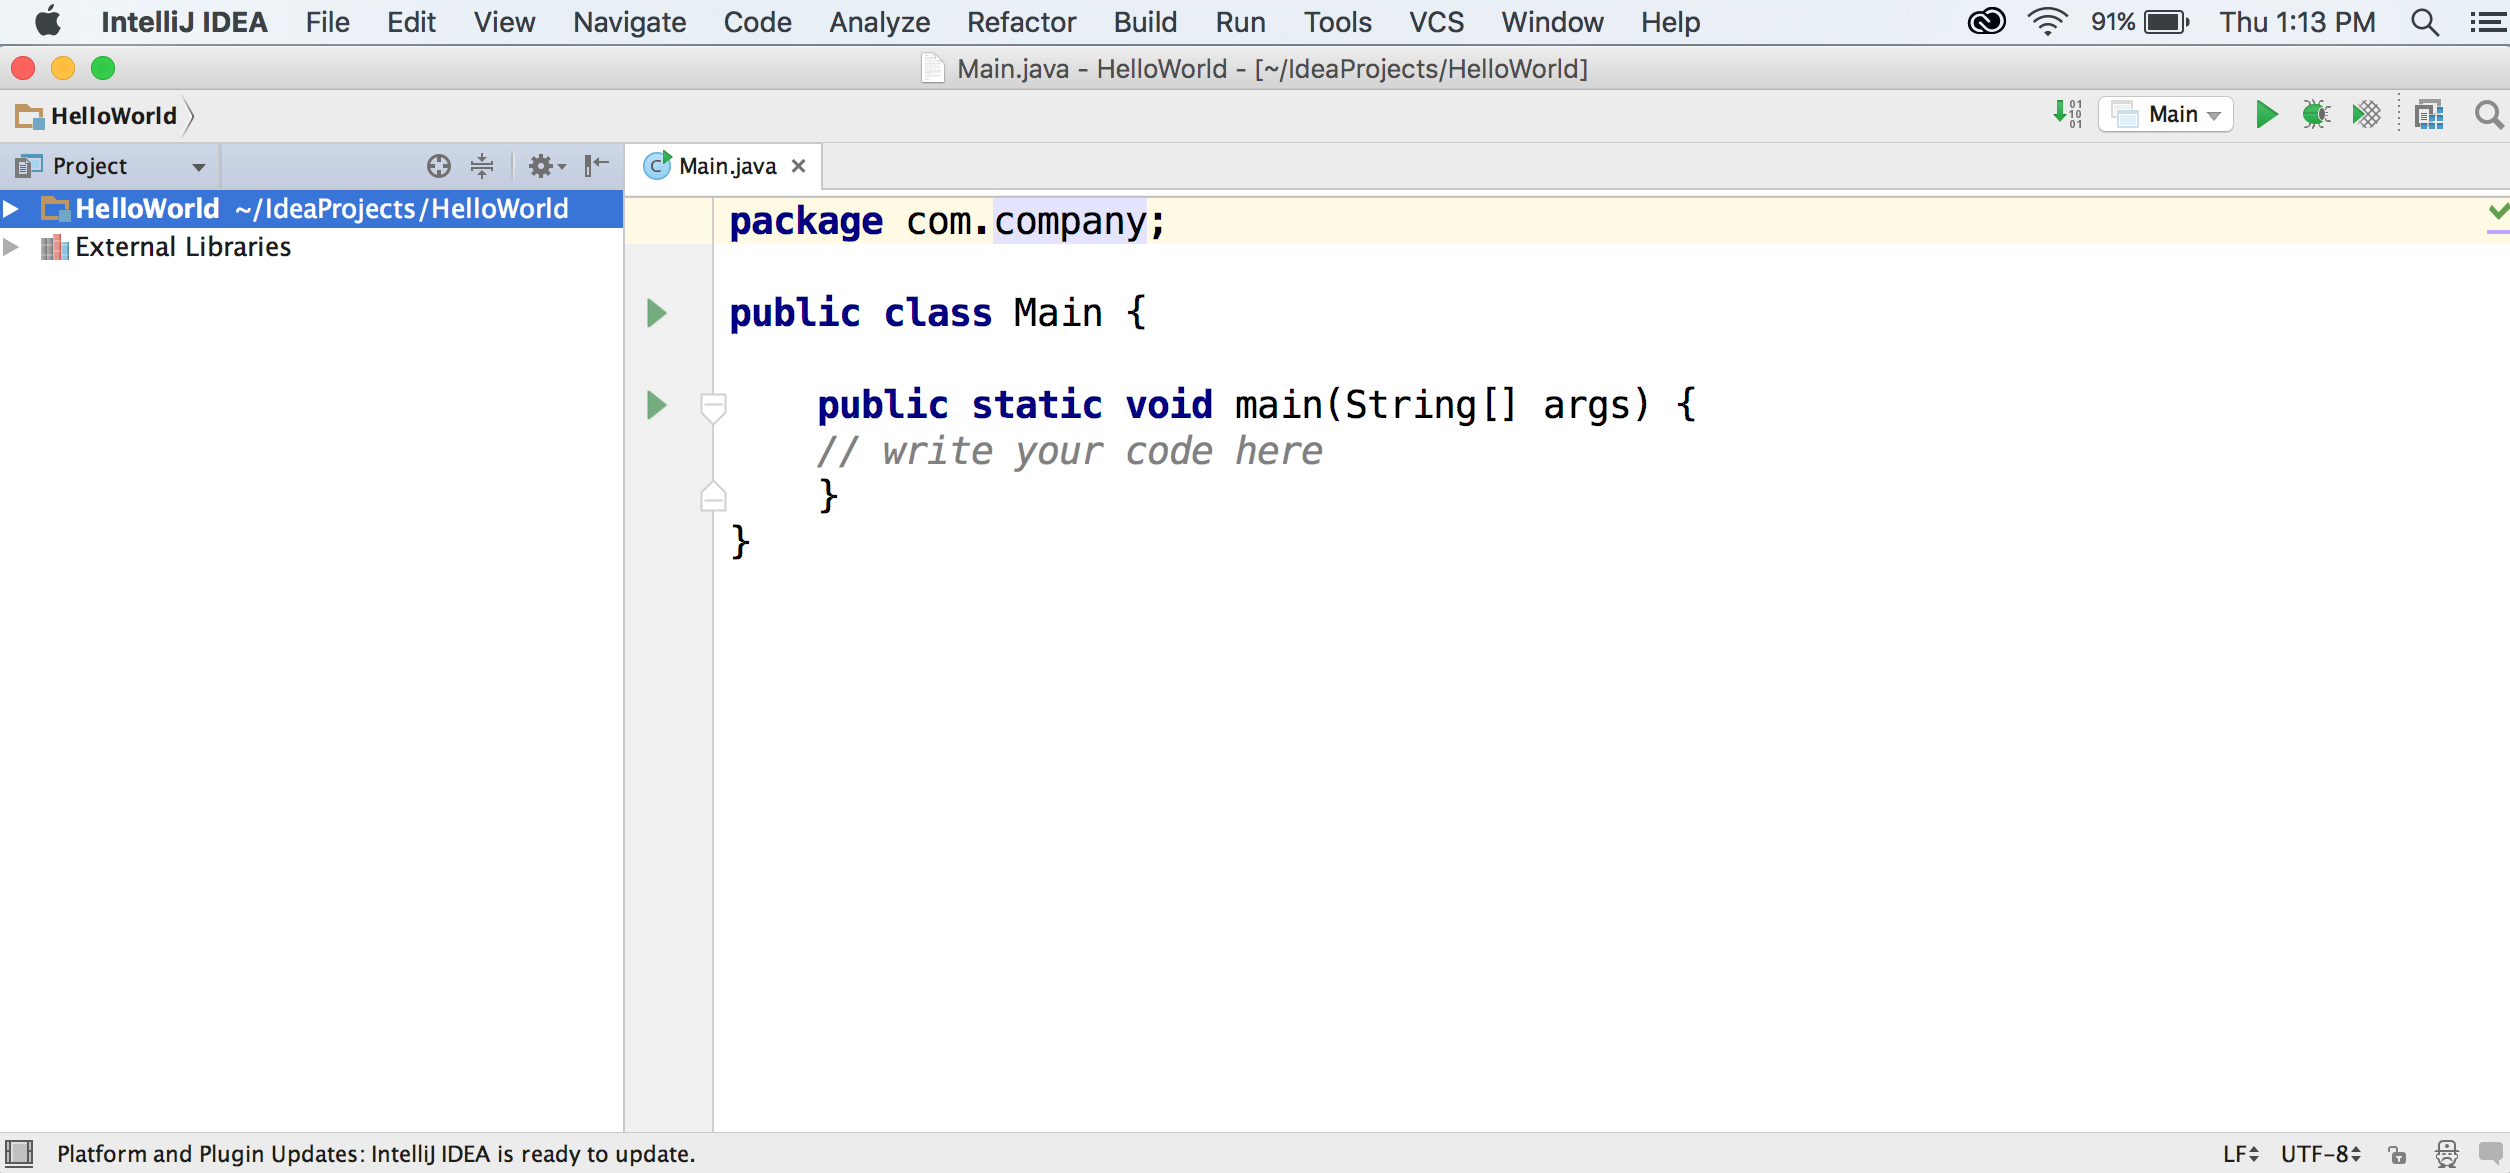 IntelliJ IDEA File Edit View Navigate Code Analyze Refactor Build Run Tools VCS Window Help 91% Thu 1:13 PM
Main.java - HelloWorld - [~/IdeaProjects/HelloWorld]
HelloWorld Main
Project
Main.java
HelloWorld ~/IdeaProjects/HelloWorld
External Libraries
package com.company;
public class Main {
public static void main(String[] args) {
// write your code here
}
}
Platform and Plugin Updates: IntelliJ IDEA is ready to update. LF UTF-8